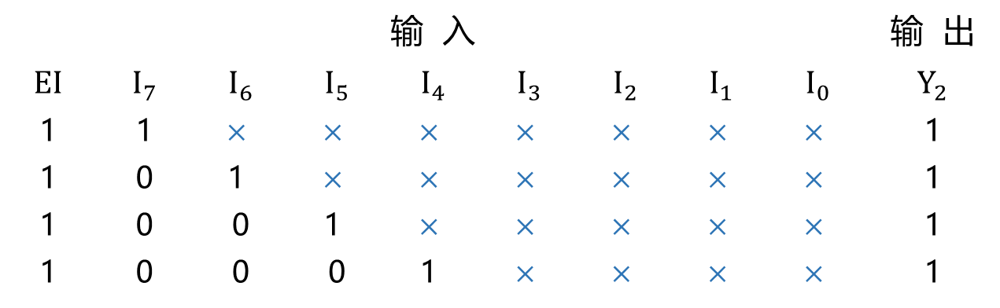 输 入 输 出
EI I₇ I₆ I₅ I₄ I₃ I₂ I₁ I₀ Y₂
1 1 × × × × × × × 1
1 0 1 × × × × × × 1
1 0 0 1 × × × × × 1
1 0 0 0 1 × × × × 1